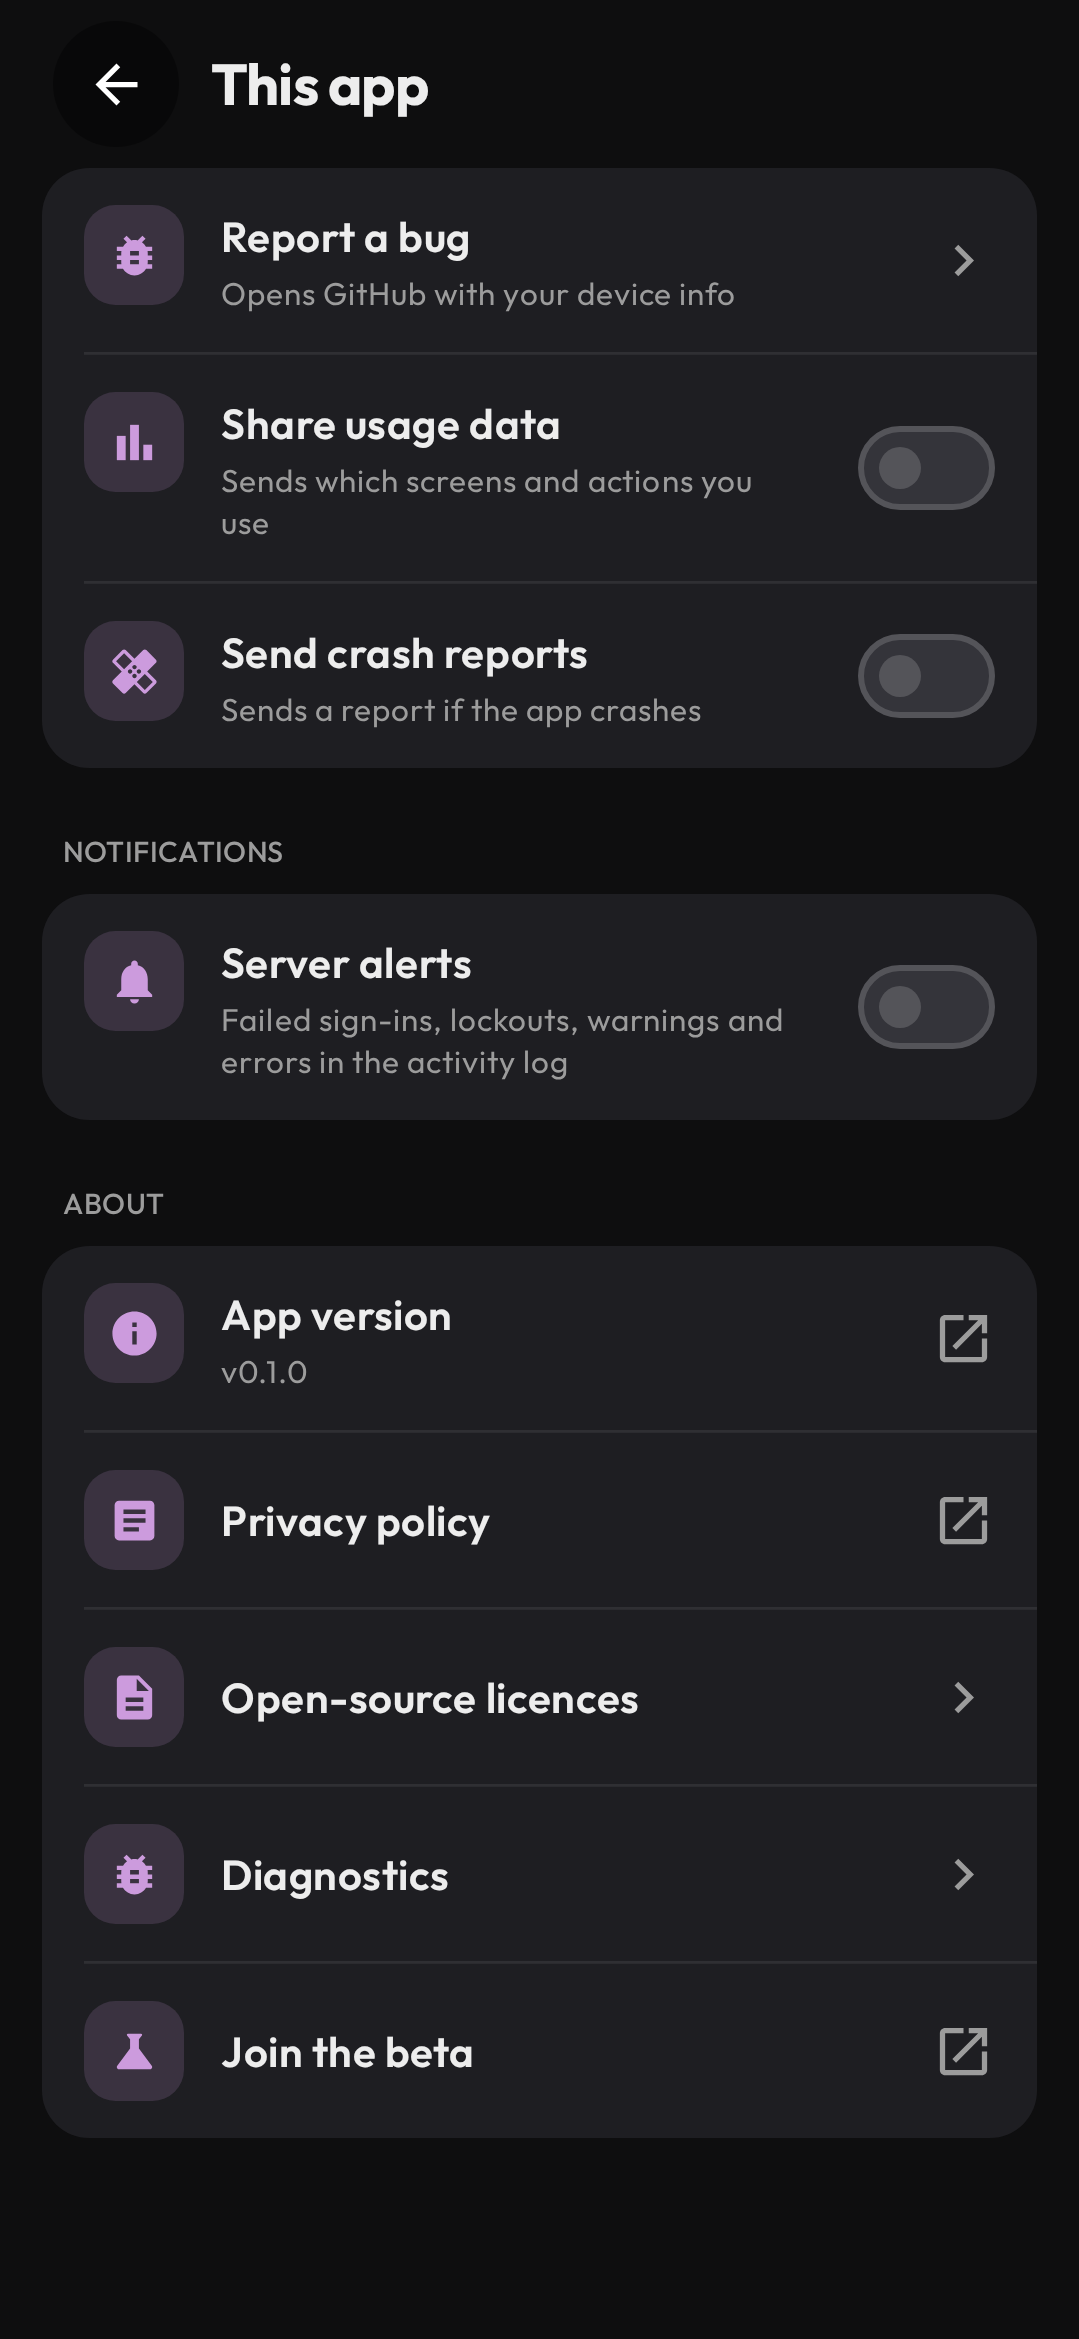 This app
Report a bug
Opens GitHub with your device info
Share usage data
Sends which screens and actions you
use
Send crash reports
Sends a report if the app crashes
NOTIFICATIONS
Server alerts
Failed sign-ins, lockouts, warnings and
errors in the activity log
ABOUT
App version
v0.1.0
Privacy policy
Open-source licences
Diagnostics
Join the beta